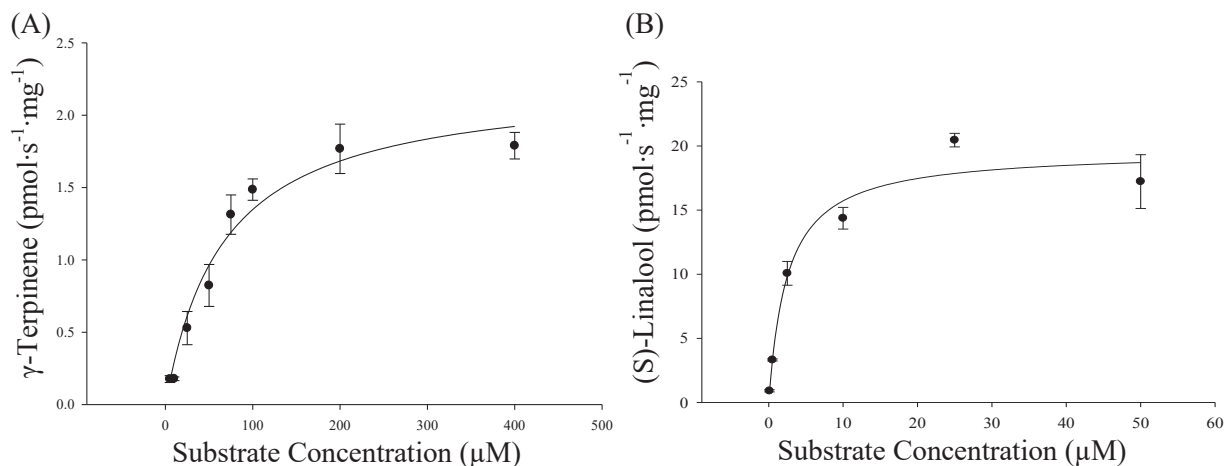 (A)
γ-Terpinene (pmol·s⁻¹·mg⁻¹)
2.5
2.0
1.5
1.0
0.5
0.0
0 100 200 300 400 500
Substrate Concentration (µM)
(B)
(S)-Linalool (pmol·s⁻¹·mg⁻¹)
25
20
15
10
5
0
0 10 20 30 40 50 60
Substrate Concentration (µM)